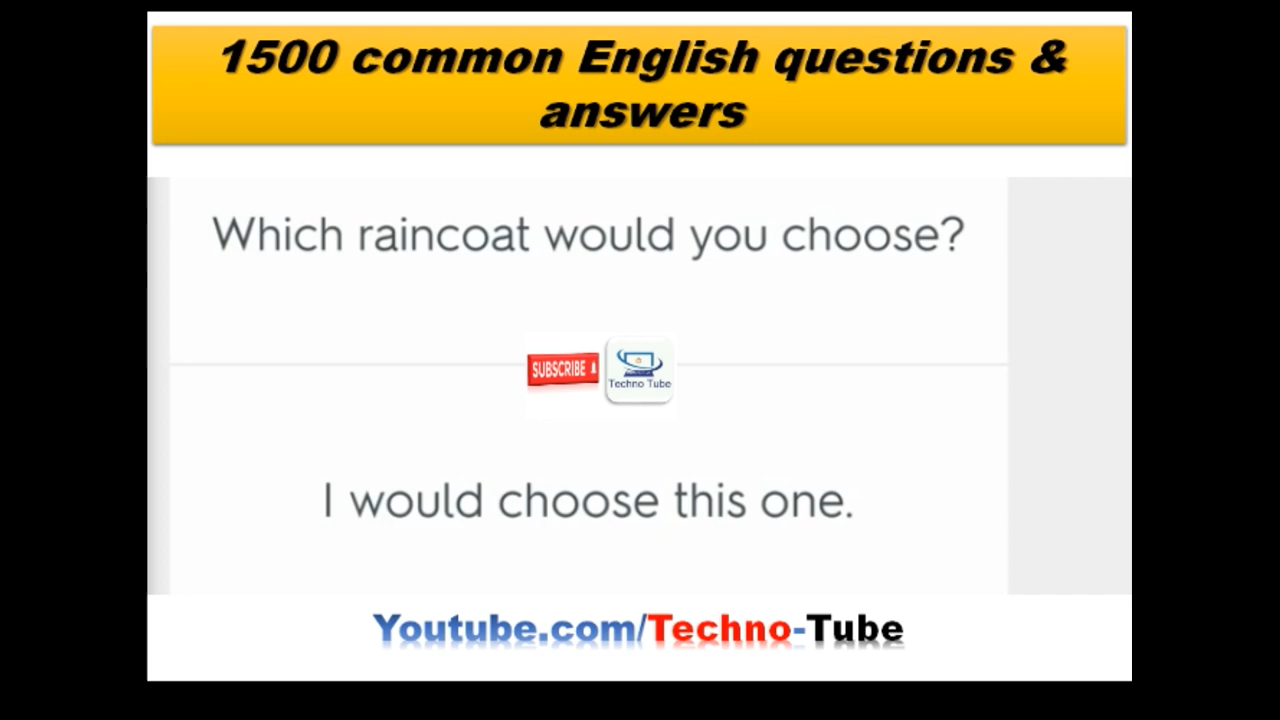 1500 common English questions &
answers
Which raincoat would you choose?
SUBSCRIBE
Techno Tube
I would choose this one.
Youtube.com/Techno-Tube